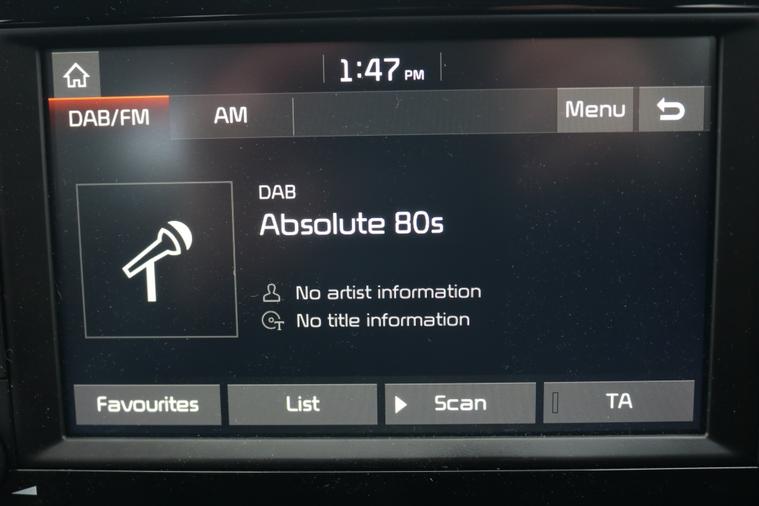 1:47 PM
DAB/FM
AM
Menu
DAB
Absolute 80s
No artist information
No title information
Favourites
List
Scan
TA